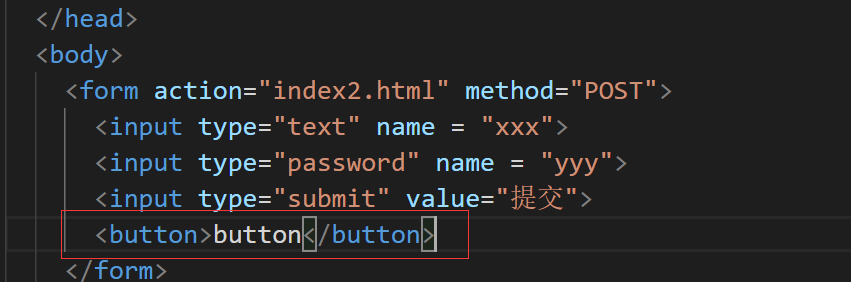 </head>
<body>
<form action="index2.html" method="POST">
<input type="text" name = "xxx">
<input type="password" name = "yyy">
<input type="submit" value="提交">
<button>button</button>
</form>